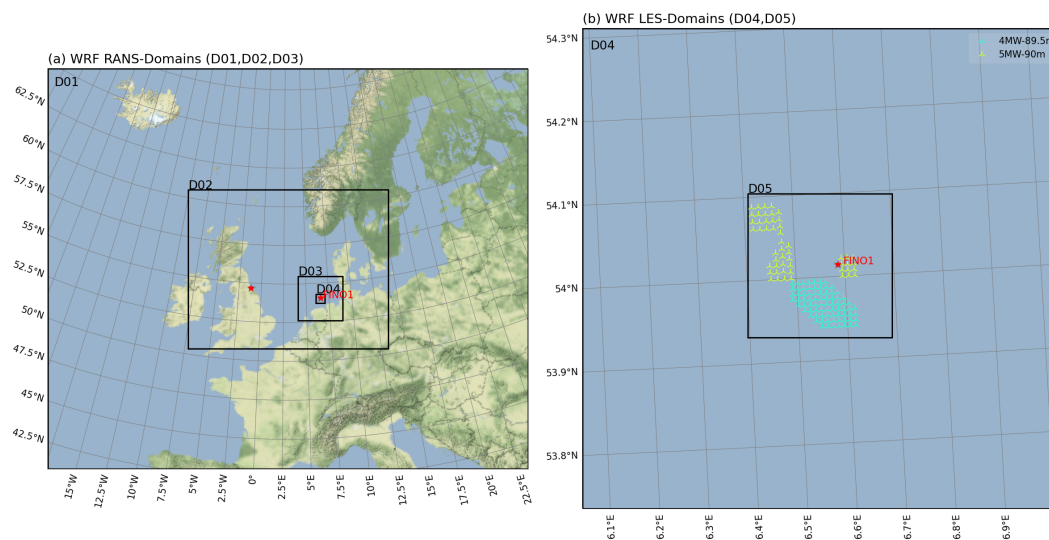 (a) WRF RANS-Domains (D01,D02,D03)
D01
D02
D03
D04
FINO1
62.5°N
60°N
57.5°N
55°N
52.5°N
50°N
47.5°N
45°N
42.5°N
15°W
12.5°W
10°W
7.5°W
5°W
2.5°W
0°
2.5°E
5°E
7.5°E
10°E
12.5°E
15°E
17.5°E
20°E
22.5°E
(b) WRF LES-Domains (D04,D05)
D04
4MW-89.5m
5MW-90m
D05
FINO1
54.3°N
54.2°N
54.1°N
54°N
53.9°N
53.8°N
6.1°E
6.2°E
6.3°E
6.4°E
6.5°E
6.6°E
6.7°E
6.8°E
6.9°E